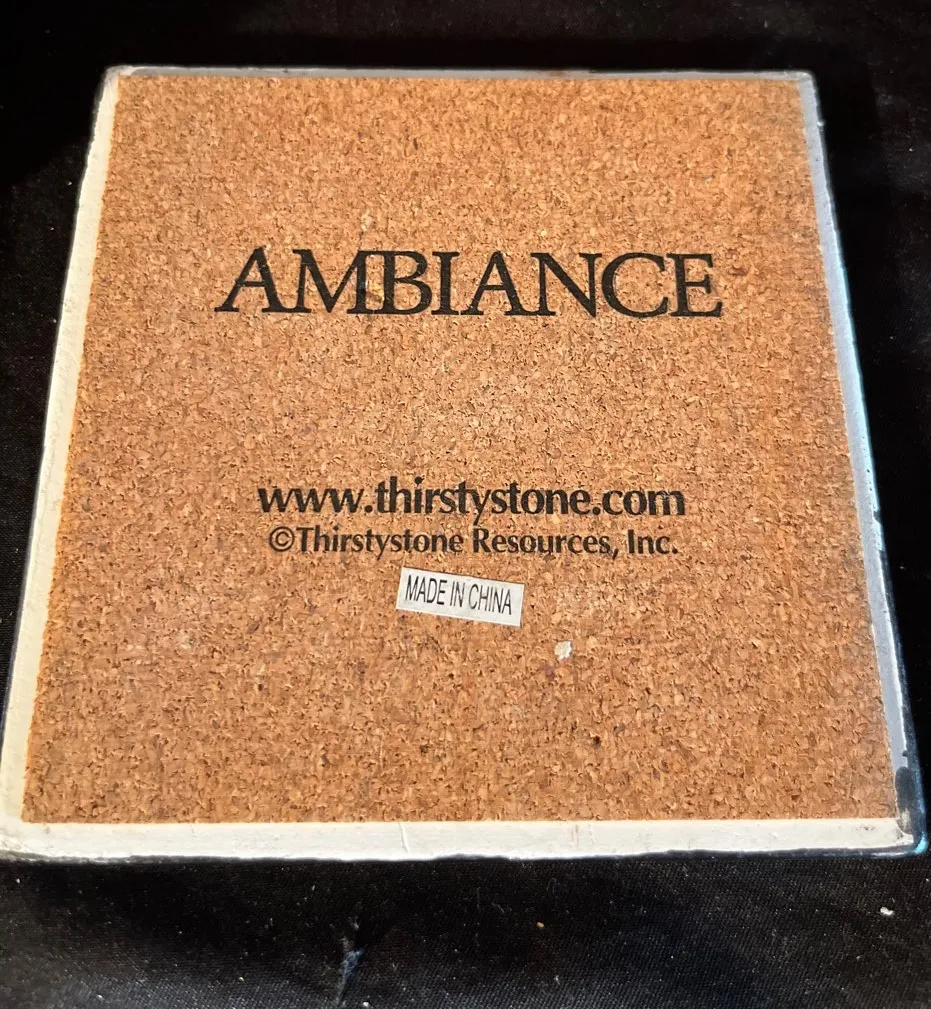 AMBIANCE
www.thirstystone.com
©Thirstystone Resources, Inc.
MADE IN CHINA